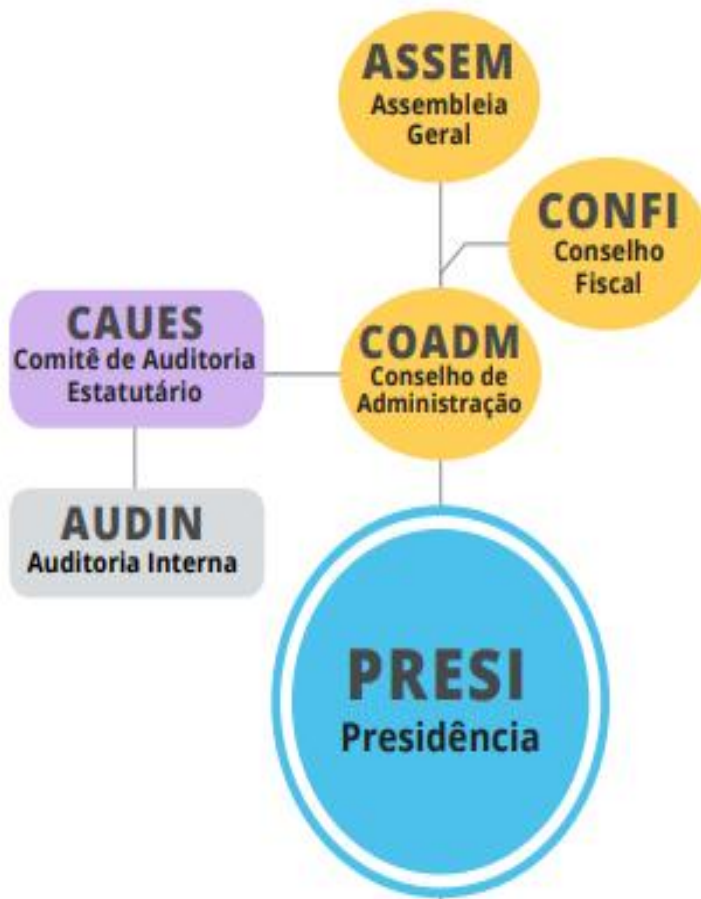 ASSEM
Assembleia
Geral
CONFI
Conselho
Fiscal
CAUES
Comitê de Auditoria
Estatutário
COADM
Conselho de
Administração
AUDIN
Auditoria Interna
PRESI
Presidência